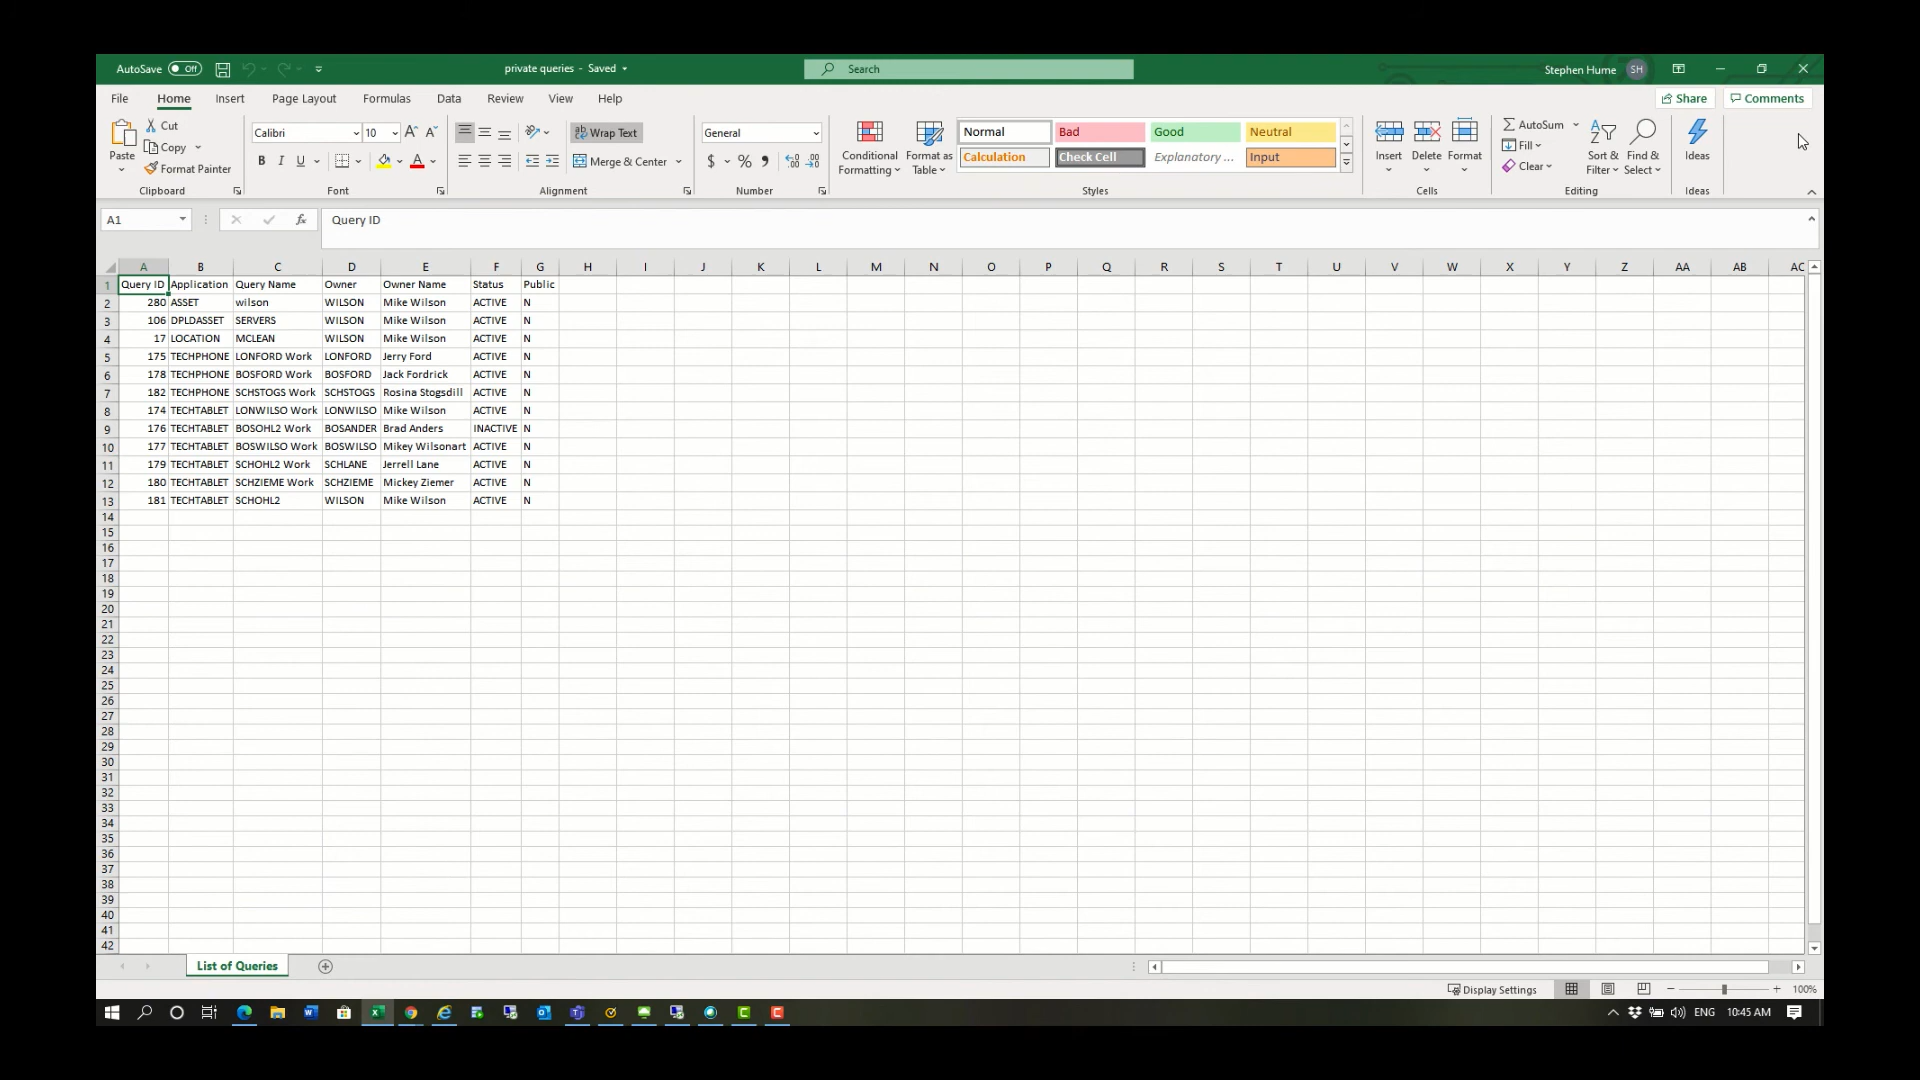 AutoSave Off private queries - Saved Search Stephen Hume SH
File Home Insert Page Layout Formulas Data Review View Help Share Comments
Paste Cut Copy Format Painter Clipboard
Calibri 10 A A B I U A Font
Wrap Text Merge & Center Alignment
General $ % Number
Conditional Formatting Format as Table
Normal Bad Good Neutral
Calculation Check Cell Explanatory ... Input
Styles
Insert Delete Format Cells
AutoSum Fill Clear Sort & Filter Find & Select Editing
Ideas Ideas
A1 fx Query ID
A B C D E F G H I J K L M N O P Q R S T U V W X Y Z AA AB AC
1 Query ID Application Query Name Owner Owner Name Status Public
2 280 ASSET wilson WILSON Mike Wilson ACTIVE N
3 106 DPLDASSET SERVERS WILSON Mike Wilson ACTIVE N
4 17 LOCATION MCLEAN WILSON Mike Wilson ACTIVE N
5 175 TECHPHONE LONFORD Work LONFORD Jerry Ford ACTIVE N
6 178 TECHPHONE BOSFORD Work BOSFORD Jack Fordrick ACTIVE N
7 182 TECHPHONE SCHSTOGS Work SCHSTOGS Rosina Stogsdill ACTIVE N
8 174 TECHTABLET LONWILSO Work LONWILSO Mike Wilson ACTIVE N
9 176 TECHTABLET BOSOHL2 Work BOSANDER Brad Anders INACTIVE N
10 177 TECHTABLET BOSWILSO Work BOSWILSO Mikey Wilsonart ACTIVE N
11 179 TECHTABLET SCHOHL2 Work SCHLANE Jerrell Lane ACTIVE N
12 180 TECHTABLET SCHZIEME Work SCHZIEME Mickey Ziemer ACTIVE N
13 181 TECHTABLET SCHOHL2 WILSON Mike Wilson ACTIVE N
14
15
16
17
18
19
20
21
22
23
24
25
26
27
28
29
30
31
32
33
34
35
36
37
38
39
40
41
42
List of Queries
Display Settings 100%
ENG 10:45 AM